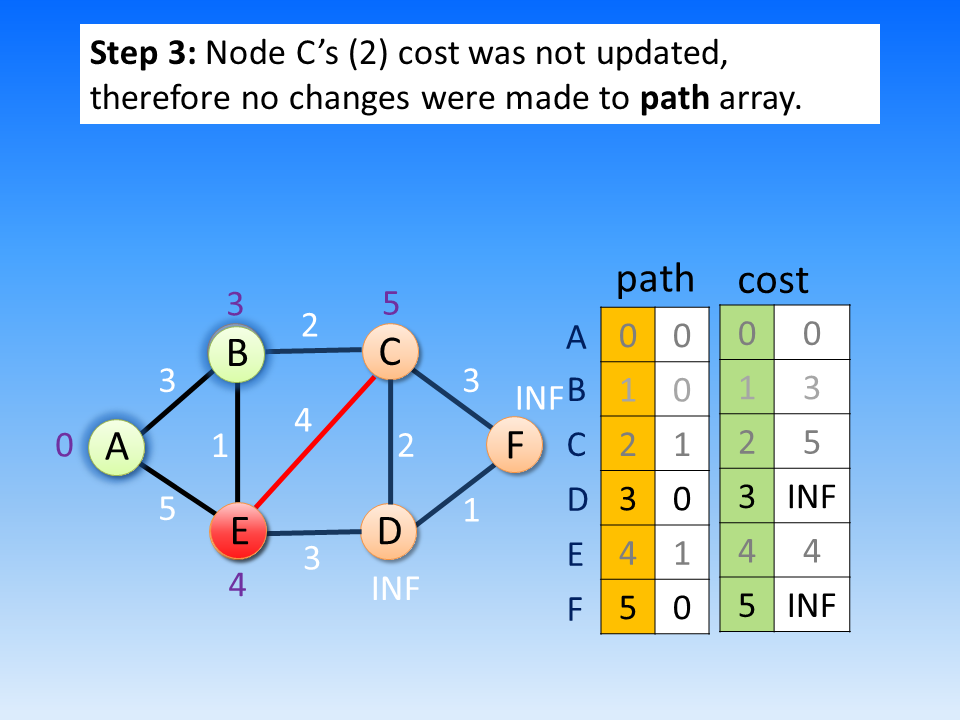 Step 3: Node C’s (2) cost was not updated,
therefore no changes were made to path array.
path cost
3 5
2
B C
3 3
INF
4
0 A 1 2 F
5 1
E D
3
4 INF
A 0 0 0 0
B 1 0 1 3
C 2 1 2 5
D 3 0 3 INF
E 4 1 4 4
F 5 0 5 INF